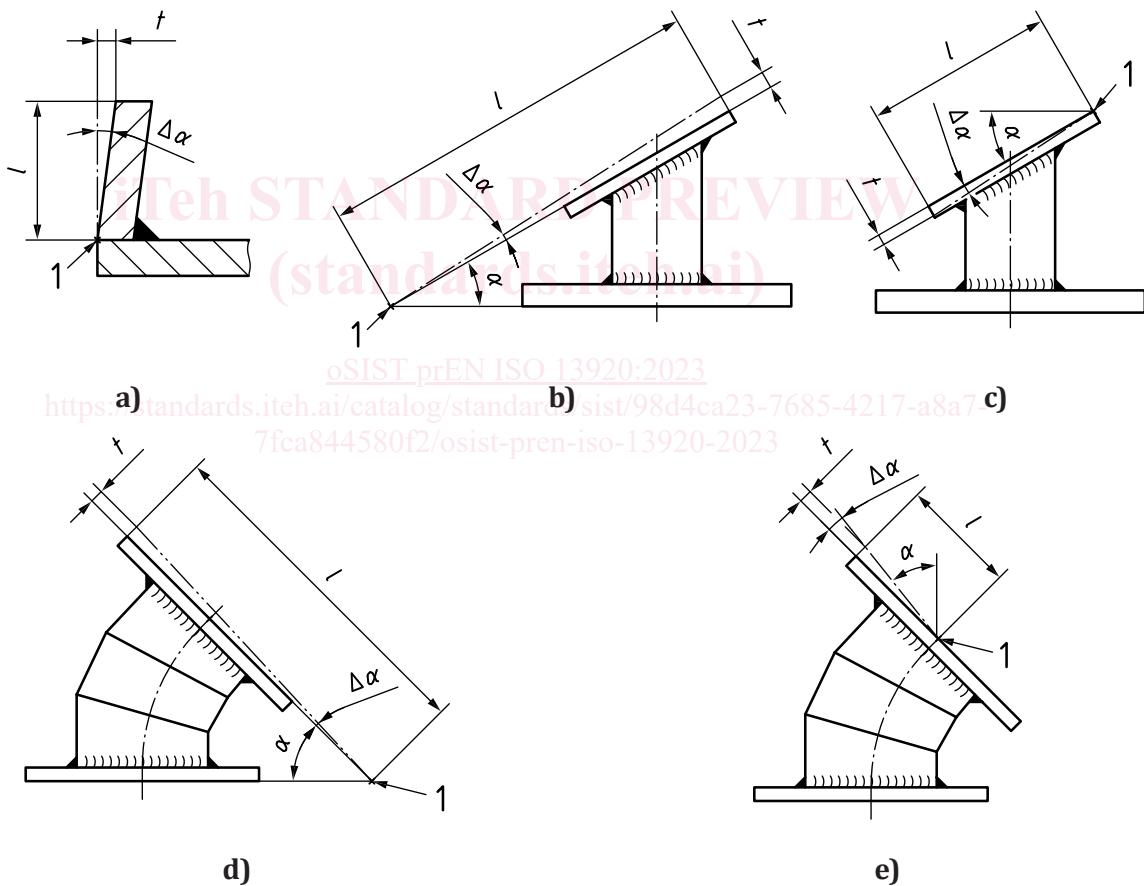 t
l
Δα
1
a)
l
t
Δα
α
1
b)
l
1
Δα
α
t
c)
iTeh STANDARD PREVIEW
(standards.iteh.ai)
oSIST prEN ISO 13920:2023
https://standards.iteh.ai/catalog/standards/sist/98d4ca23-7685-4217-a8a7-
7fca844580f2/osist-pren-iso-13920-2023
t
l
Δα
α
1
d)
t
Δα
l
α
1
e)